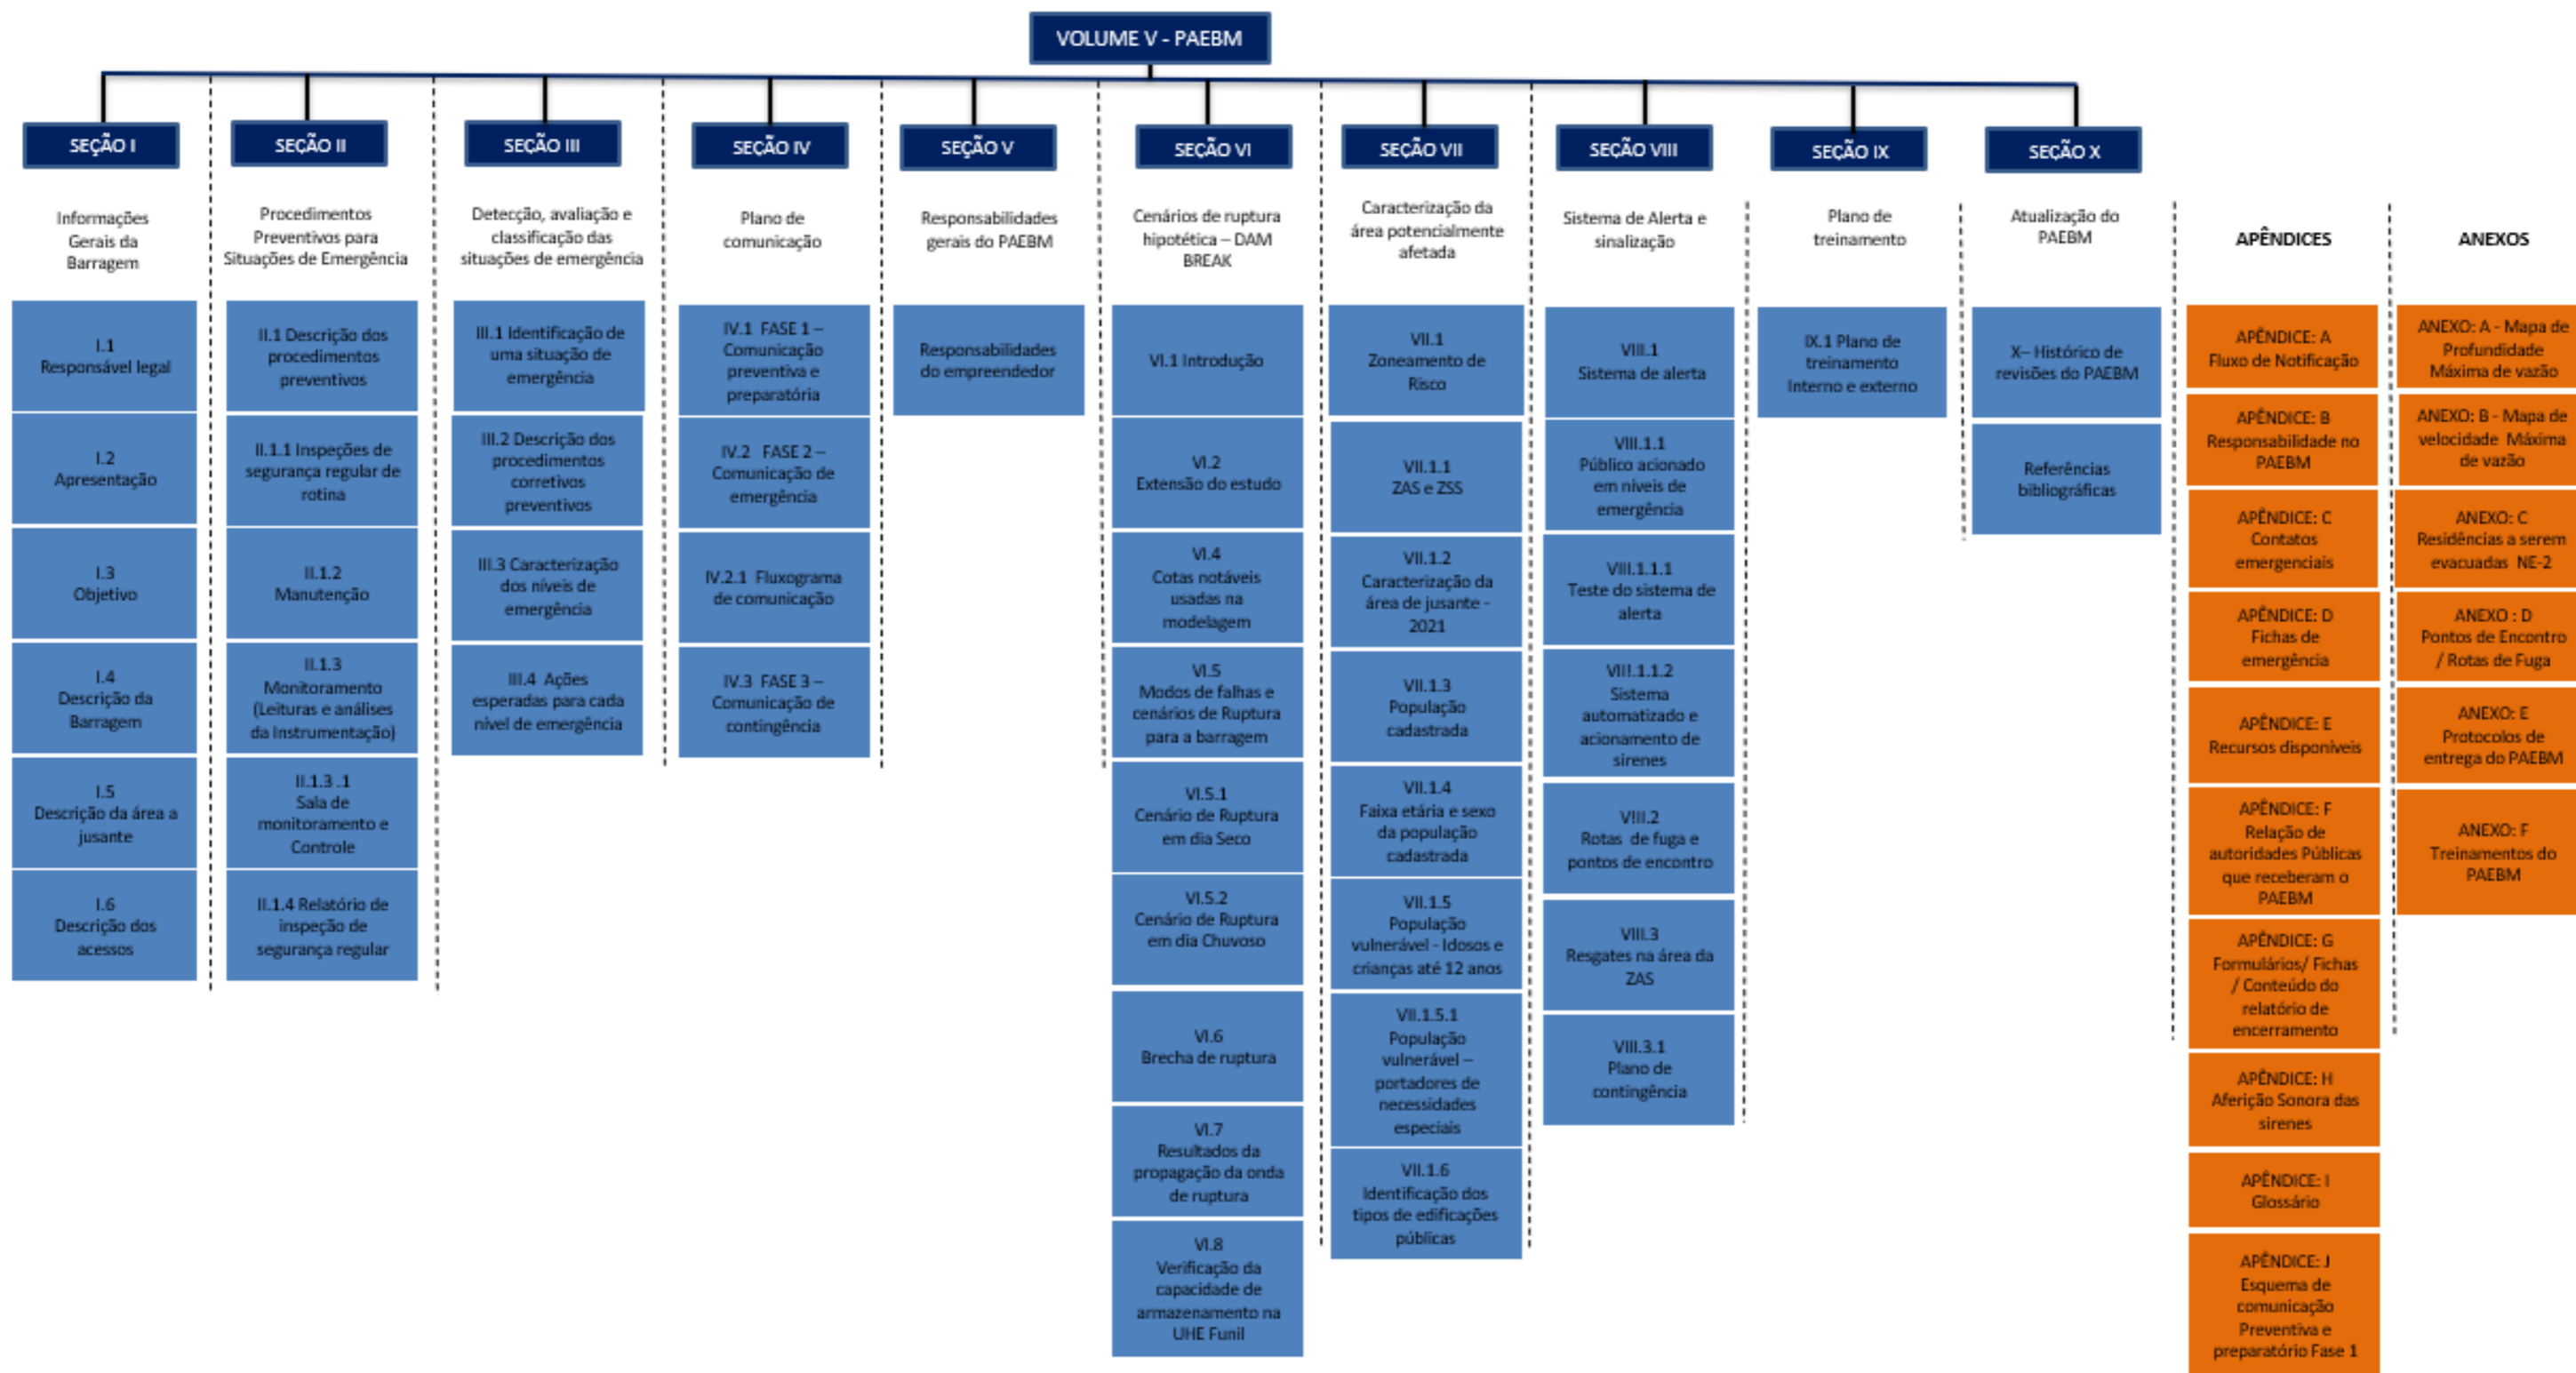 VOLUME V - PAEBM
SEÇÃO I
Informações
Gerais da
Barragem
I.1
Responsável legal
I.2
Apresentação
I.3
Objetivo
I.4
Descrição da
Barragem
I.5
Descrição da área a
jusante
I.6
Descrição dos
acessos
SEÇÃO II
Procedimentos
Preventivos para
Situações de Emergência
II.1 Descrição dos
procedimentos
preventivos
II.1.1 Inspeções de
segurança regular de
rotina
II.1.2
Manutenção
II.1.3
Monitoramento
(Leituras e análises
da Instrumentação)
II.1.3 .1
Sala de
monitoramento e
Controle
II.1.4 Relatório de
inspeção de
segurança regular
SEÇÃO III
Detecção, avaliação e
classificação das
situações de emergência
III.1 Identificação de
uma situação de
emergência
III.2 Descrição dos
procedimentos
corretivos
preventivos
III.3 Caracterização
dos níveis de
emergência
III.4 Ações
esperadas para cada
nível de emergência
SEÇÃO IV
Plano de
comunicação
IV.1 FASE 1 –
Comunicação
preventiva e
preparatória
IV.2 FASE 2 –
Comunicação de
emergência
IV.2.1 Fluxograma
de comunicação
IV.3 FASE 3 –
Comunicação de
contingência
SEÇÃO V
Responsabilidades
gerais do PAEBM
Responsabilidades
do empreendedor
SEÇÃO VI
Cenários de ruptura
hipotética – DAM
BREAK
VI.1 Introdução
VI.2
Extensão do estudo
VI.4
Cotas notáveis
usadas na
modelagem
VI.5
Modos de falhas e
cenários de Ruptura
para a barragem
VI.5.1
Cenário de Ruptura
em dia Seco
VI.5.2
Cenário de Ruptura
em dia Chuvoso
VI.6
Brecha de ruptura
VI.7
Resultados da
propagação da onda
de ruptura
VI.8
Verificação da
capacidade de
armazenamento na
UHE Funil
SEÇÃO VII
Caracterização da
área potencialmente
afetada
VII.1
Zoneamento de
Risco
VII.1.1
ZAS e ZSS
VII.1.2
Caracterização da
área de jusante -
2021
VII.1.3
População
cadastrada
VII.1.4
Faixa etária e sexo
da população
cadastrada
VII.1.5
População
vulnerável - Idosos e
crianças até 12 anos
VII.1.5.1
População
vulnerável –
portadores de
necessidades
especiais
VII.1.6
Identificação dos
tipos de edificações
públicas
SEÇÃO VIII
Sistema de Alerta e
sinalização
VIII.1
Sistema de alerta
VIII.1.1
Público acionado
em níveis de
emergência
VIII.1.1.1
Teste do sistema de
alerta
VII!.1.1.2
Sistema
automatizado e
acionamento de
sirenes
V!II.2
Rotas de fuga e
pontos de encontro
VIII.3
Resgates na área da
ZAS
VIII.3.1
Plano de
contingência
SEÇÃO IX
Plano de
treinamento
IX.1 Plano de
treinamento
Interno e externo
SEÇÃO X
Atualização do
PAEBM
X– Histórico de
revisões do PAEBM
Referências
bibliográficas
APÊNDICES
APÊNDICE: A
Fluxo de Notificação
APÊNDICE: B
Responsabilidade no
PAEBM
APÊNDICE: C
Contatos
emergenciais
APÊNDICE: D
Fichas de
emergência
APÊNDICE: E
Recursos disponíveis
APÊNDICE: F
Relação de
autoridades Públicas
que receberam o
PAEBM
APÊNDICE: G
Formulários/ Fichas
/ Conteúdo do
relatório de
encerramento
APÊNDICE: H
Aferição Sonora das
sirenes
APÊNDICE: I
Glossário
APÊNDICE: J
Esquema de
comunicação
Preventiva e
preparatório Fase 1
ANEXOS
ANEXO: A - Mapa de
Profundidade
Máxima de vazão
ANEXO: B - Mapa de
velocidade Máxima
de vazão
ANEXO: C
Residências a serem
evacuadas NE-2
ANEXO : D
Pontos de Encontro
/ Rotas de Fuga
ANEXO: E
Protocolos de
entrega do PAEBM
ANEXO: F
Treinamentos do
PAEBM